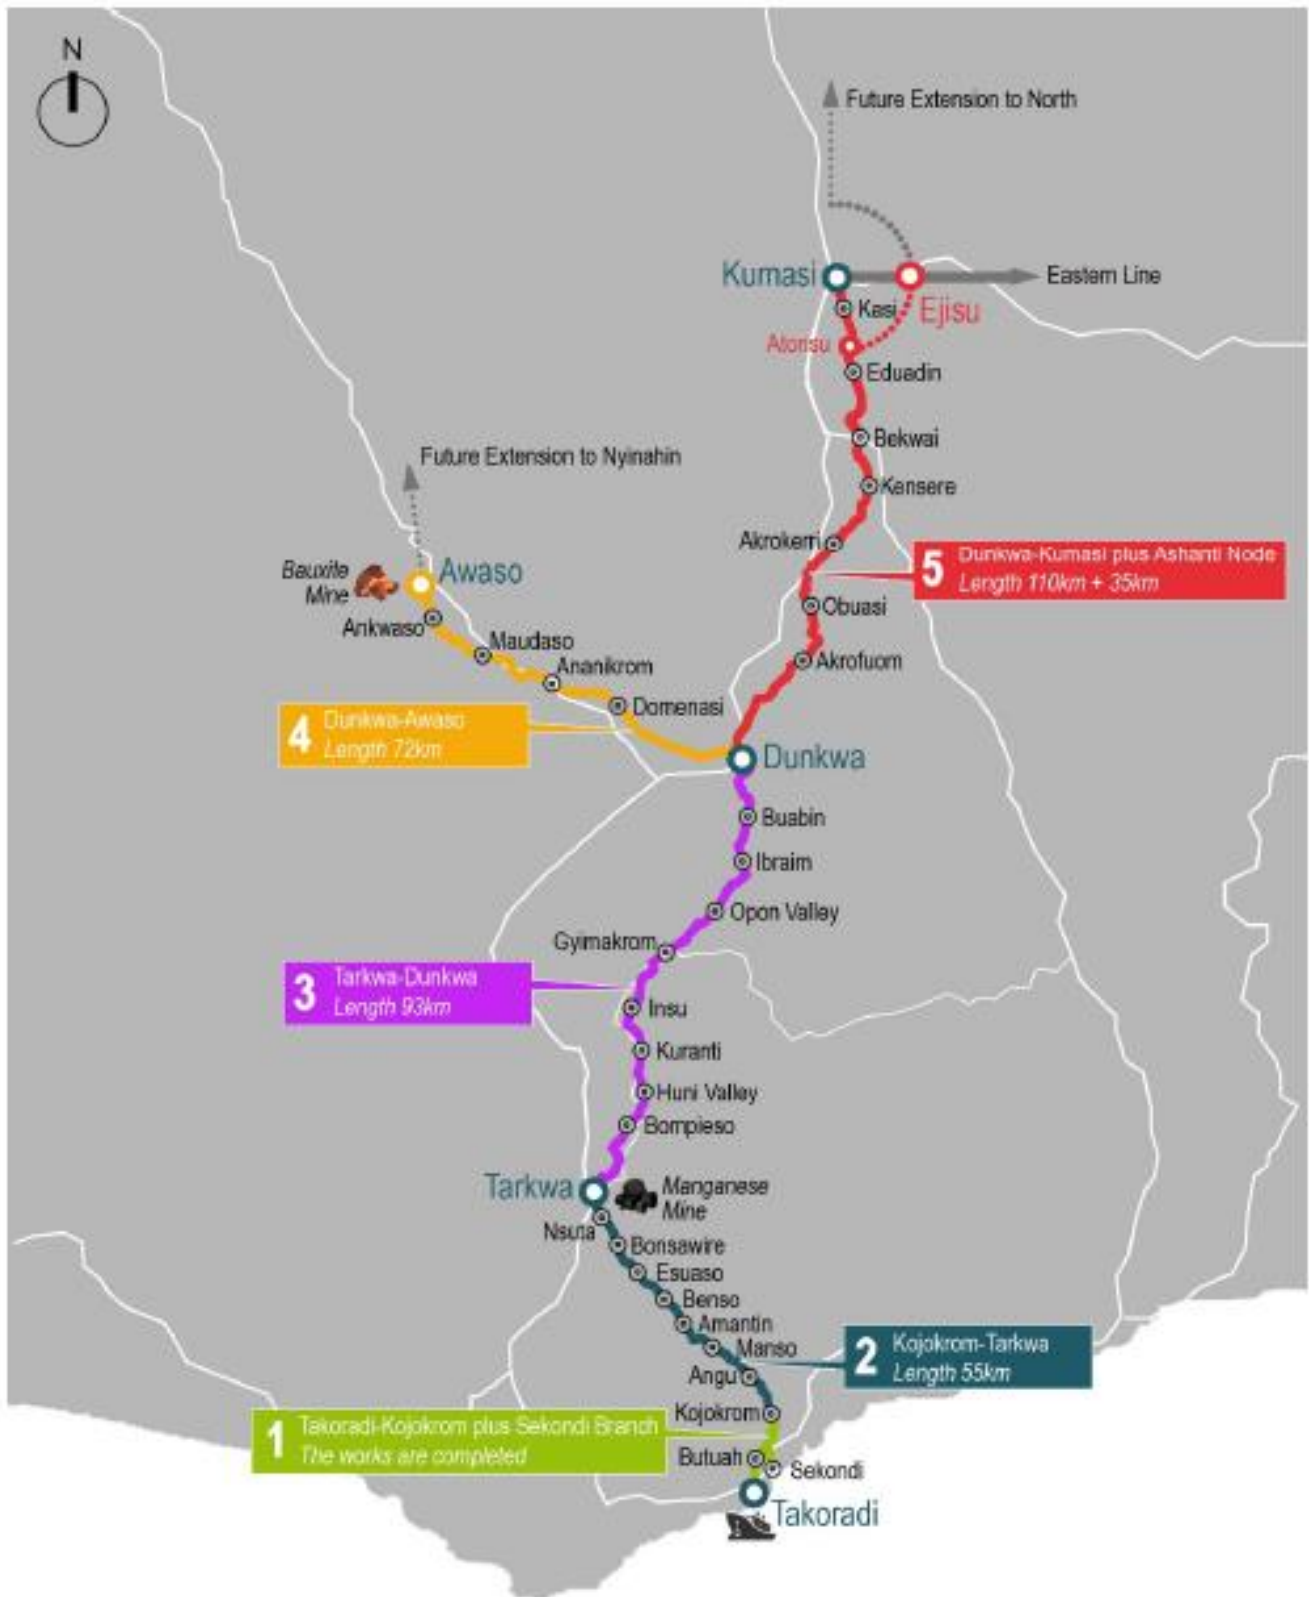 N
Future Extension to North
Kumasi
Eastern Line
Kasi
Ejisu
Atonsu
Eduadin
Bekwai
Future Extension to Nyinahin
Kensere
Akrokerri
5
Dunkwa-Kumasi plus Ashanti Node
Length 110km + 35km
Bauxite
Mine
Awaso
Obuasi
Ankwaso
Maudaso
Akrofuom
Ananikrom
Domenasi
4
Dunkwa-Awaso
Length 72km
Dunkwa
Buabin
Ibraim
Opon Valley
Gyimakrom
3
Tarkwa-Dunkwa
Length 93km
Insu
Kuranti
Huni Valley
Bompieso
Tarkwa
Manganese
Mine
Nsuta
Bonsawire
Esuaso
Benso
Amantin
Manso
2
Kojokrom-Tarkwa
Length 55km
Angu
Kojokrom
1
Takoradi-Kojokrom plus Sekondi Branch
The works are completed
Butuah
Sekondi
Takoradi